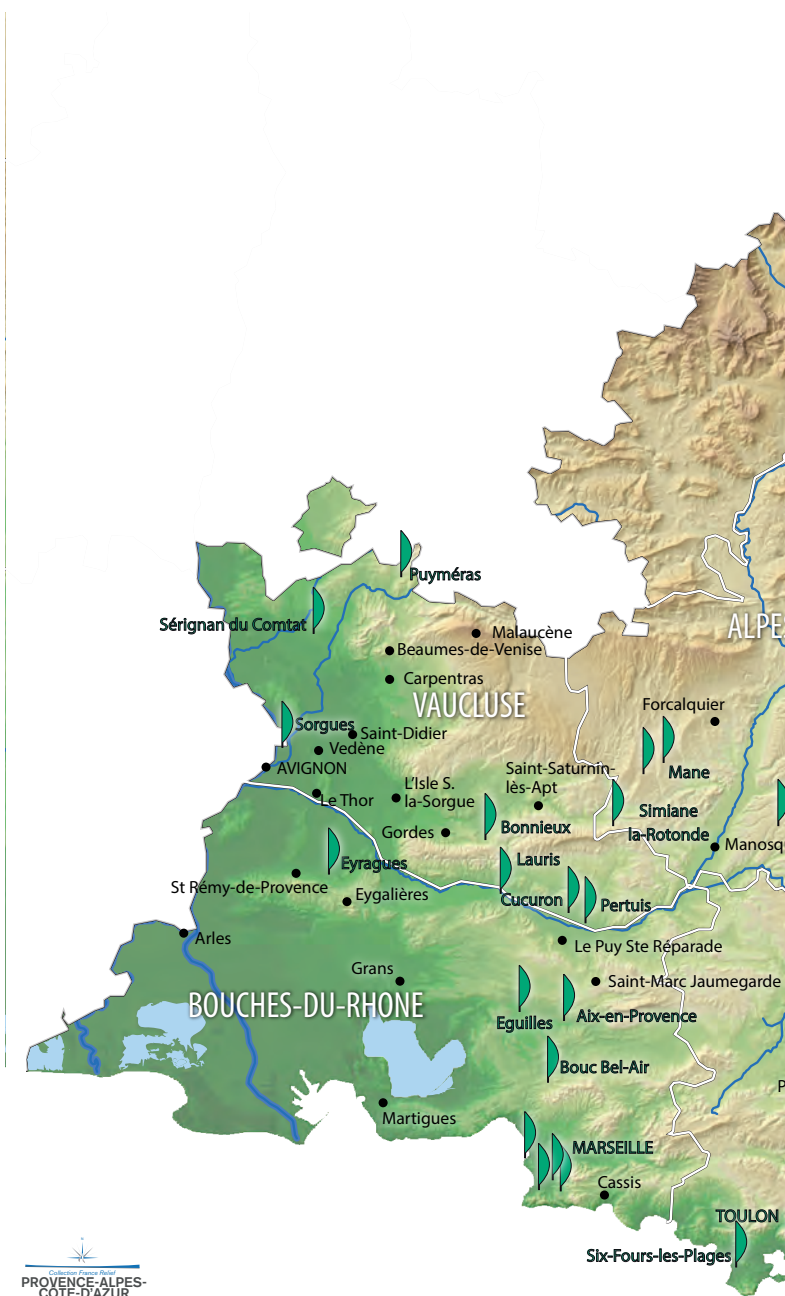 Puyméras
Sérignan du Comtat
Malaucène
Beaumes-de-Venise
ALPES
Carpentras
VAUCLUSE
Forcalquier
Sorgues
Saint-Didier
Vedène
Mane
AVIGNON
Saint-Saturnin-
lès-Apt
L'Isle S.
la-Sorgue
Le Thor
Simiane
la-Rotonde
Bonnieux
Gordes
Manosq
Eyragues
Lauris
St Rémy-de-Provence
Eygalières
Cucuron
Pertuis
Arles
Le Puy Ste Réparade
Grans
Saint-Marc Jaumegarde
BOUCHES-DU-RHONE
Eguilles
Aix-en-Provence
Bouc Bel-Air
P
Martigues
MARSEILLE
Cassis
TOULON
Six-Fours-les-Plages
Collection France Relief
PROVENCE-ALPES-
COTE-D'AZUR